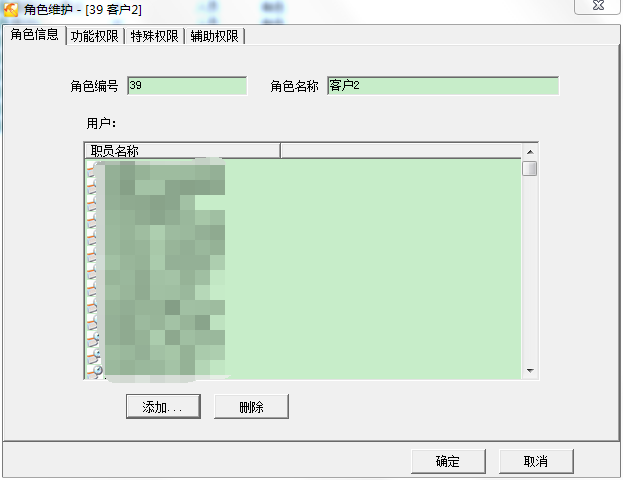 角色维护 - [39 客户2]
角色信息 功能权限 特殊权限 辅助权限
角色编号 39 角色名称 客户2
用户:
职员名称
添加... 删除
确定 取消